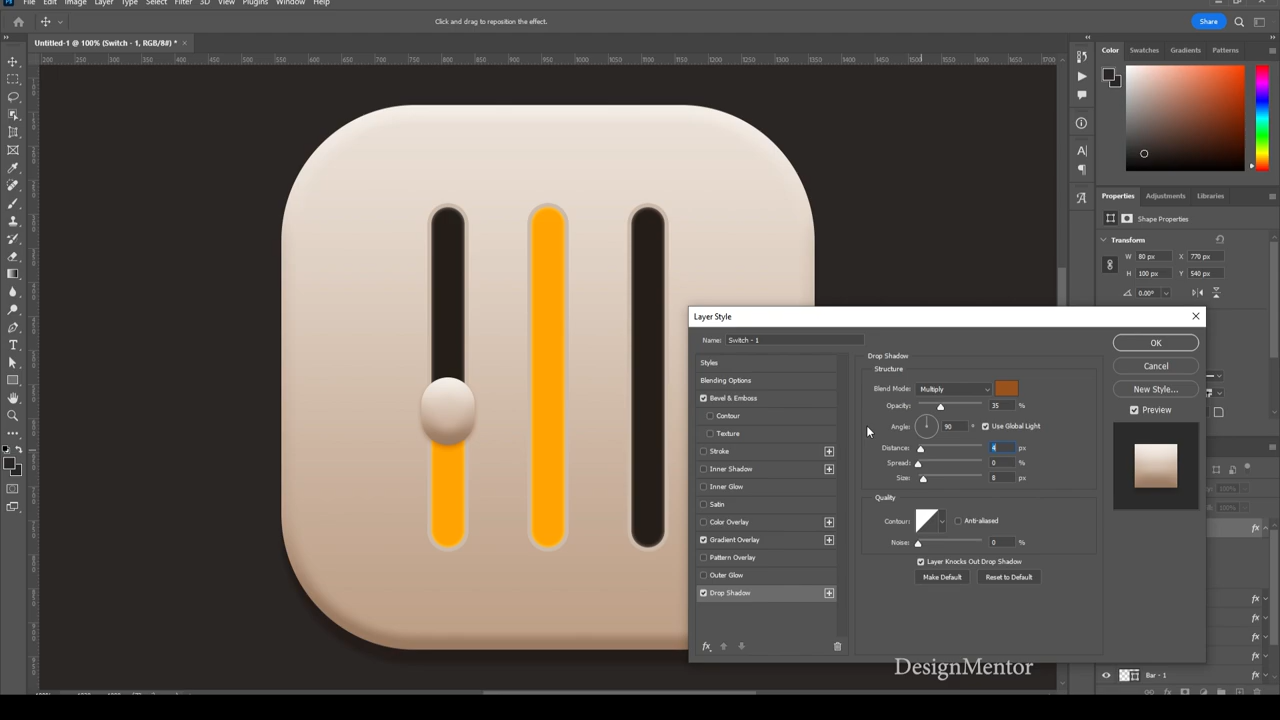 File Edit Image Layer Type Select Filter 3D View Plugins Window Help
Click and drag to reposition the effect.
Share
Untitled-1 @ 100% (Switch - 1, RGB/8#) *
Color Swatches Gradients Patterns
Properties Adjustments Libraries
Shape Properties
Transform
W 80 px X 770 px
H 100 px Y 540 px
0.00°
Layer Style
Name: Switch - 1
OK
Cancel
New Style...
Preview
Styles
Blending Options
Bevel & Emboss
Contour
Texture
Stroke
Inner Shadow
Inner Glow
Satin
Color Overlay
Gradient Overlay
Pattern Overlay
Outer Glow
Drop Shadow
fx
Drop Shadow
Structure
Blend Mode: Multiply
Opacity: 35 %
Angle: 90 ° Use Global Light
Distance: 4 px
Spread: 0 %
Size: 8 px
Quality
Contour: Anti-aliased
Noise: 0 %
Layer Knocks Out Drop Shadow
Make Default Reset to Default
Bar - 1
DesignMentor